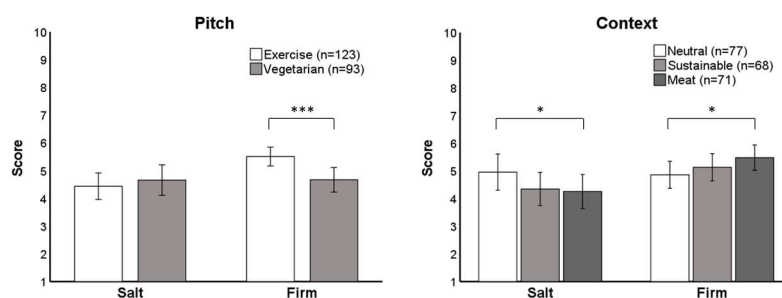 Pitch
Exercise (n=123)
Vegetarian (n=93)
Score
10
9
8
7
6
5
4
3
2
1
***
Salt
Firm
Context
Neutral (n=77)
Sustainable (n=68)
Meat (n=71)
Score
10
9
8
7
6
5
4
3
2
1
*
*
Salt
Firm